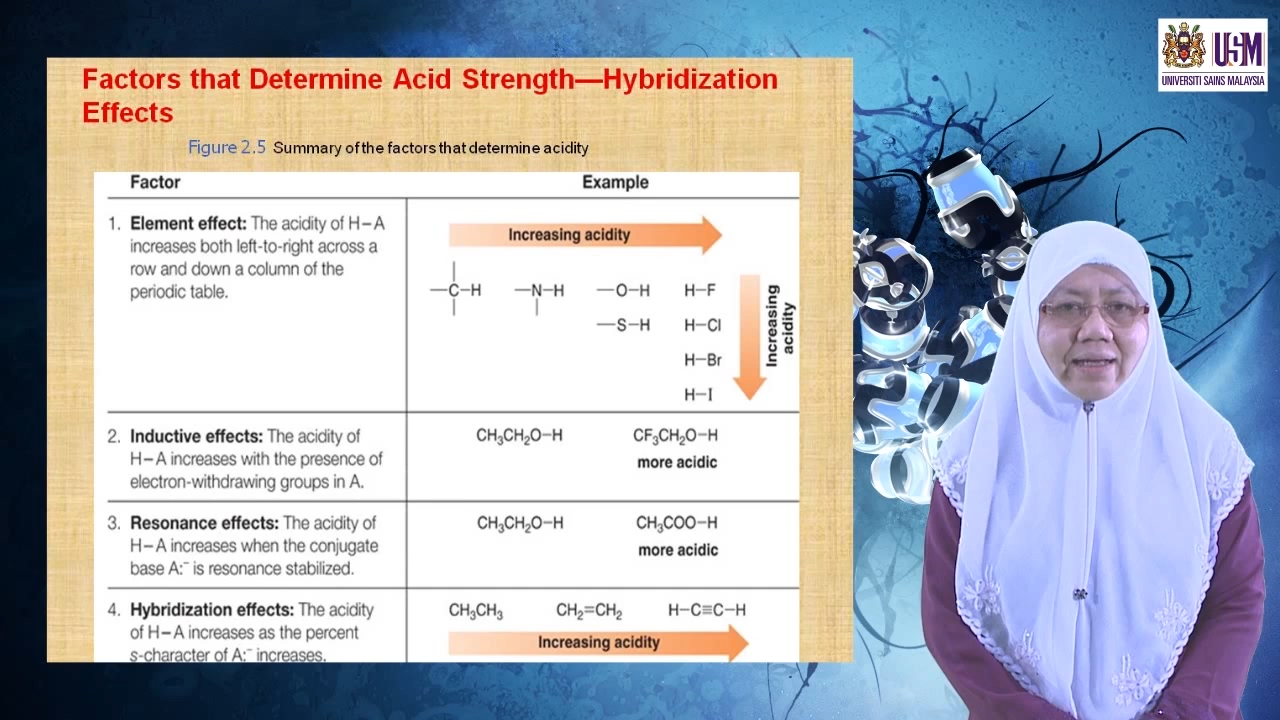 Factors that Determine Acid Strength—Hybridization
Effects
Figure 2.5 Summary of the factors that determine acidity
Factor
Example
1. Element effect: The acidity of H−A
increases both left-to-right across a
row and down a column of the
periodic table.
Increasing acidity
—C—H
—N—H
—O—H
H—F
—S—H
H—Cl
H—Br
H—I
Increasing
acidity
2. Inductive effects: The acidity of
H−A increases with the presence of
electron-withdrawing groups in A.
CH₃CH₂O−H
CF₃CH₂O−H
more acidic
3. Resonance effects: The acidity of
H−A increases when the conjugate
base A:⁻ is resonance stabilized.
CH₃CH₂O−H
CH₃COO−H
more acidic
4. Hybridization effects: The acidity
of H−A increases as the percent
s-character of A:⁻ increases.
CH₃CH₃
CH₂=CH₂
H−C≡C−H
Increasing acidity
USM
UNIVERSITI SAINS MALAYSIA